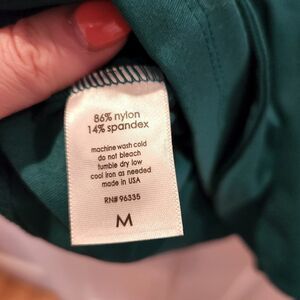 86% nylon
14% spandex
machine wash cold
do not bleach
tumble dry low
cool iron as needed
made in USA
RN# 96335
M